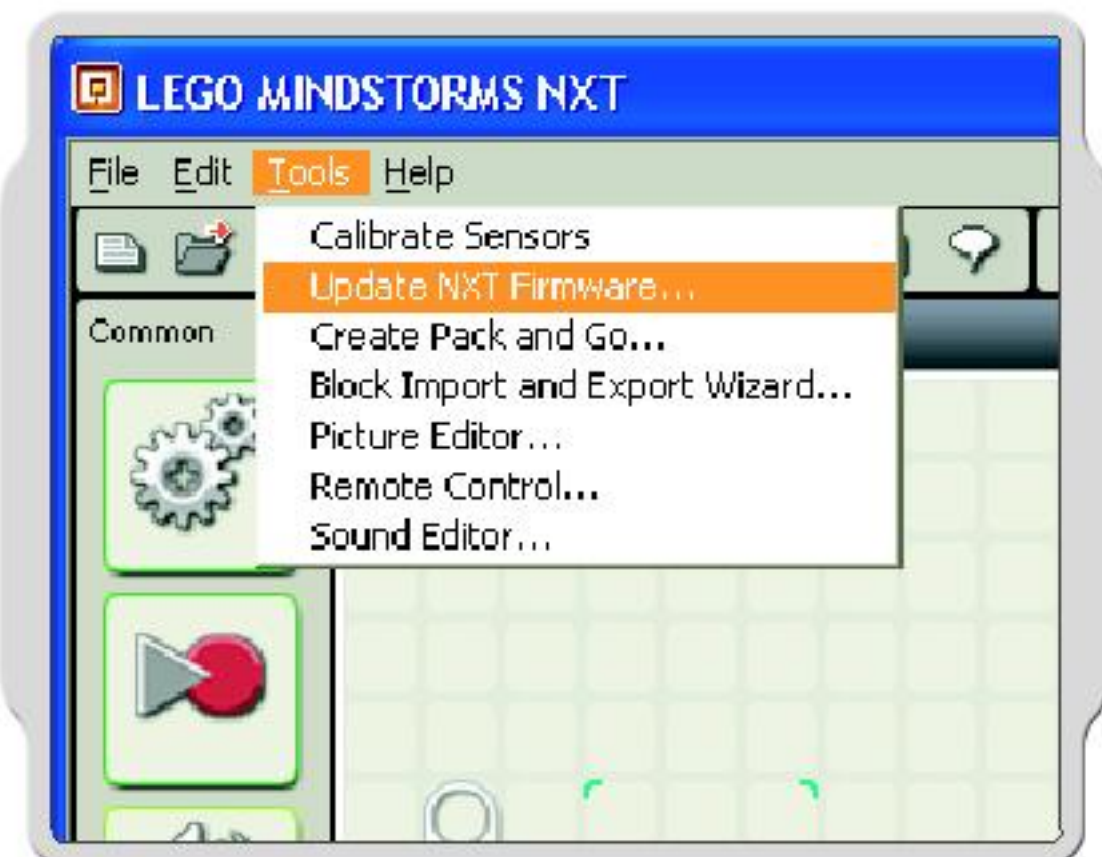 LEGO MINDSTORMS NXT
File Edit Tools Help
Calibrate Sensors
Update NXT Firmware...
Common
Create Pack and Go...
Block Import and Export Wizard...
Picture Editor...
Remote Control...
Sound Editor...